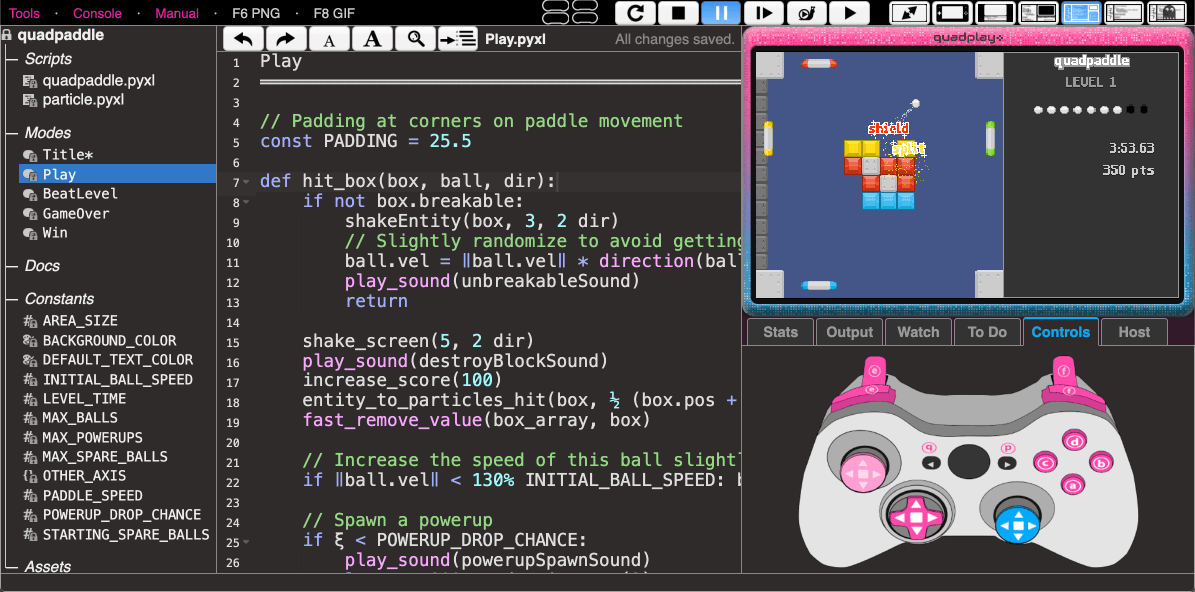 Tools · Console · Manual · F6 PNG · F8 GIF
quadpaddle
Scripts
quadpaddle.pyxl
particle.pyxl
Modes
Title*
Play
BeatLevel
GameOver
Win
Docs
Constants
AREA_SIZE
BACKGROUND_COLOR
DEFAULT_TEXT_COLOR
INITIAL_BALL_SPEED
LEVEL_TIME
MAX_BALLS
MAX_POWERUPS
MAX_SPARE_BALLS
OTHER_AXIS
PADDLE_SPEED
POWERUP_DROP_CHANCE
STARTING_SPARE_BALLS
Assets
A A Play.pyxl All changes saved.
1 Play
2
3
4 // Padding at corners on paddle movement
5 const PADDING = 25.5
6
7 def hit_box(box, ball, dir):
8 if not box.breakable:
9 shakeEntity(box, 3, 2 dir)
10 // Slightly randomize to avoid getting
11 ball.vel = ‖ball.vel‖ * direction(bal
12 play_sound(unbreakableSound)
13 return
14
15 shake_screen(5, 2 dir)
16 play_sound(destroyBlockSound)
17 increase_score(100)
18 entity_to_particles_hit(box, ½ (box.pos +
19 fast_remove_value(box_array, box)
20
21 // Increase the speed of this ball slightl
22 if ‖ball.vel‖ < 130% INITIAL_BALL_SPEED: b
23
24 // Spawn a powerup
25 if ξ < POWERUP_DROP_CHANCE:
26 play_sound(powerupSpawnSound)
quadplay
quadpaddle
LEVEL 1
3:53.63
350 pts
shield
split
Stats Output Watch To Do Controls Host
e f
e f
q p
d
c b
a